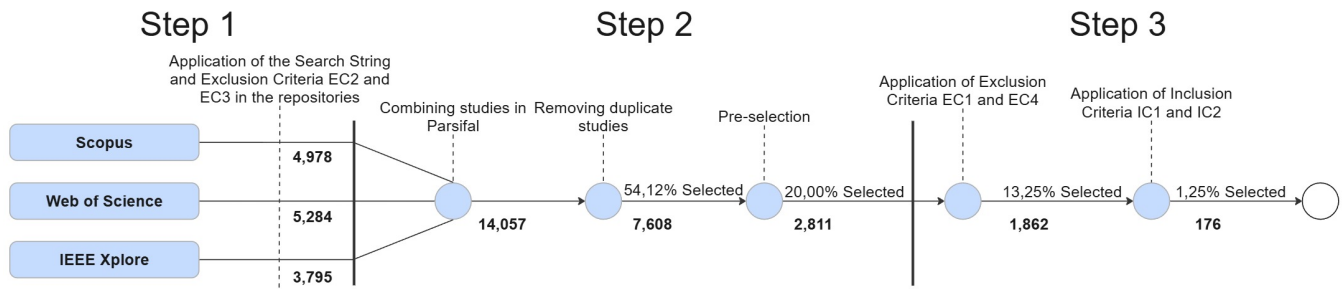 Step 1
Step 2
Step 3
Application of the Search String
and Exclusion Criteria EC2 and
EC3 in the repositories
Combining studies in
Parsifal
Removing duplicate
studies
Pre-selection
Application of Exclusion
Criteria EC1 and EC4
Application of Inclusion
Criteria IC1 and IC2
Scopus
4,978
Web of Science
5,284
IEEE Xplore
3,795
14,057
54,12% Selected
7,608
20,00% Selected
2,811
13,25% Selected
1,862
1,25% Selected
176